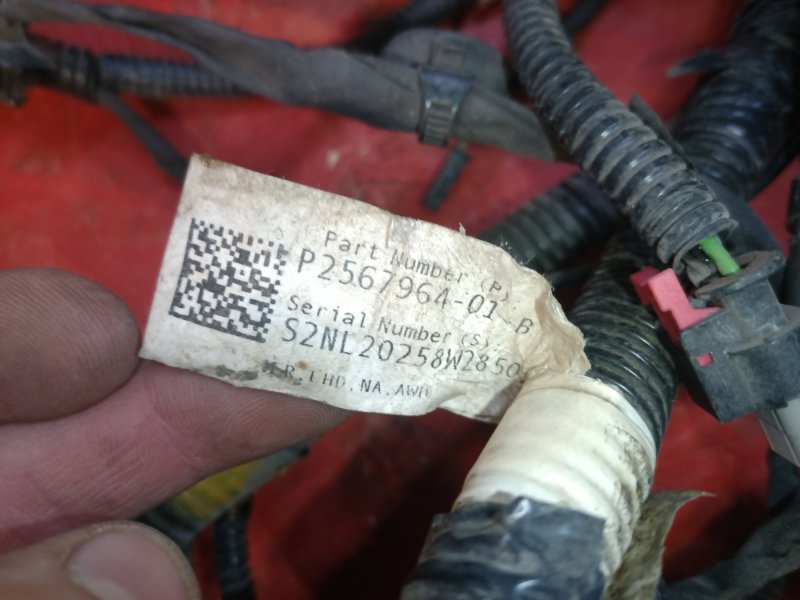 Part Number (P)
P2567964-01-B
Serial Number (S)
S2NL20258W2850
R, LHD, NA, AWD